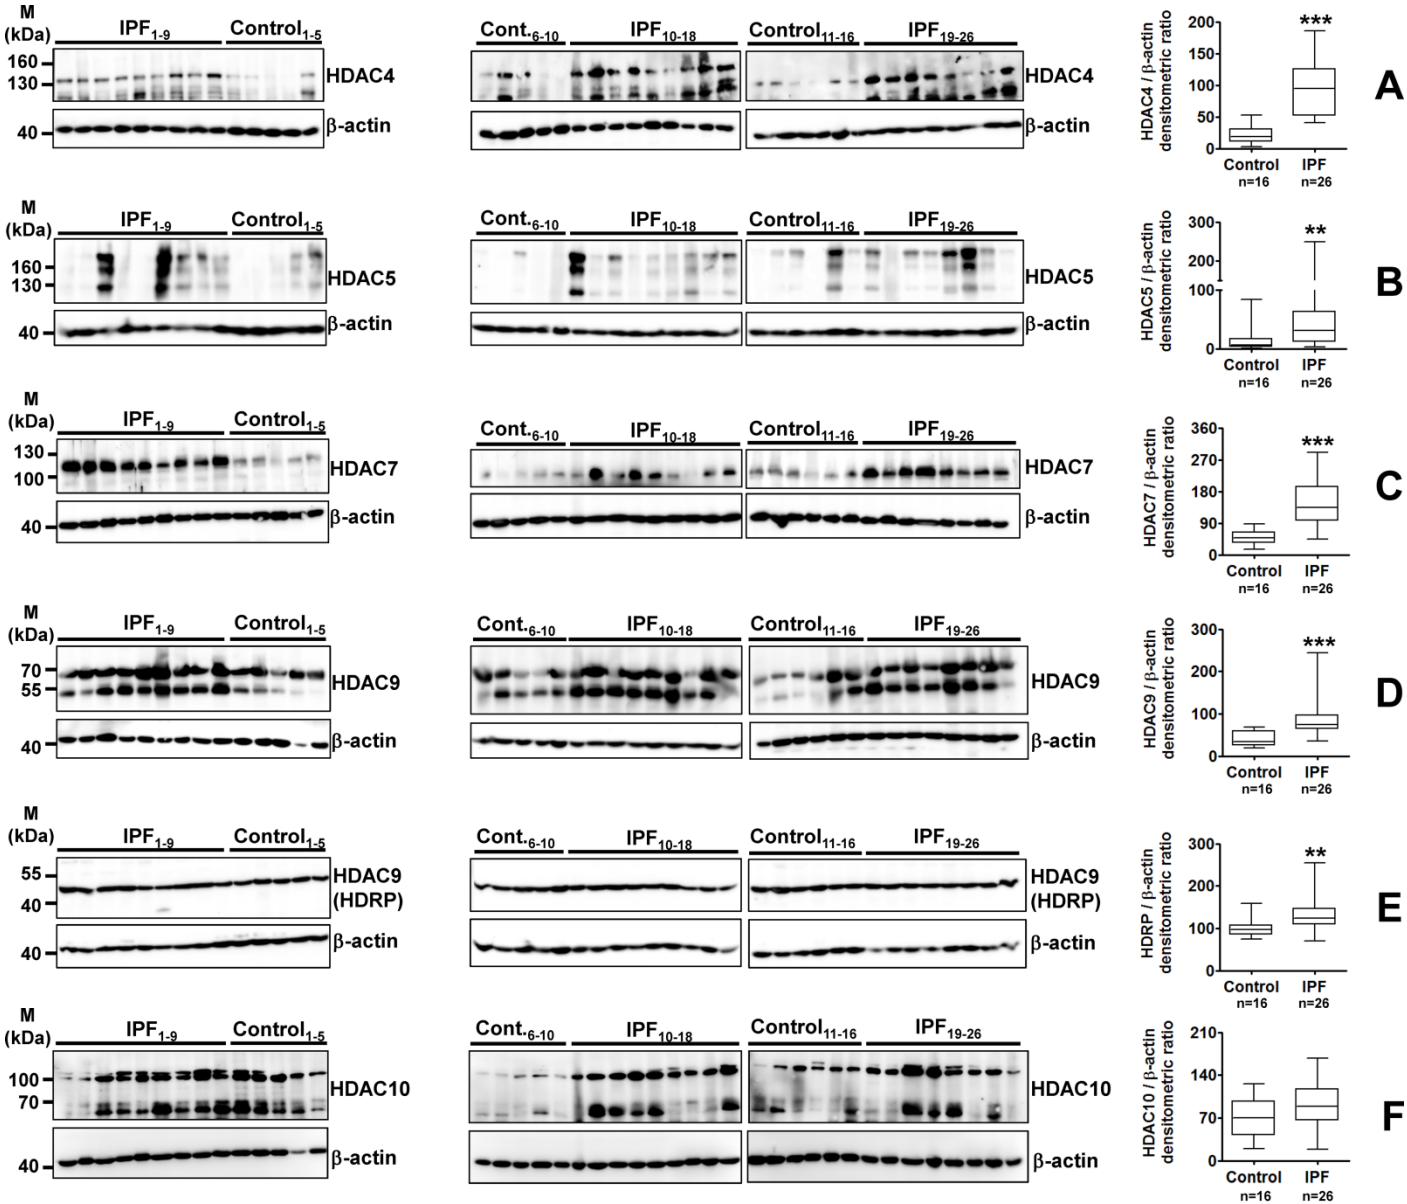 M
(kDa)
IPF1-9 Control1-5
160
130
HDAC4
40
β-actin
Cont.6-10 IPF10-18 Control11-16 IPF19-26
HDAC4
β-actin
HDAC4 / β-actin
densitometric ratio
200
150
100
50
0
***
Control IPF
n=16 n=26
A
M
(kDa)
IPF1-9 Control1-5
160
130
HDAC5
40
β-actin
Cont.6-10 IPF10-18 Control11-16 IPF19-26
HDAC5
β-actin
HDAC5 / β-actin
densitometric ratio
300
200
100
0
**
Control IPF
n=16 n=26
B
M
(kDa)
IPF1-9 Control1-5
130
100
HDAC7
40
β-actin
Cont.6-10 IPF10-18 Control11-16 IPF19-26
HDAC7
β-actin
HDAC7 / β-actin
densitometric ratio
360
270
180
90
0
***
Control IPF
n=16 n=26
C
M
(kDa)
IPF1-9 Control1-5
70
55
HDAC9
40
β-actin
Cont.6-10 IPF10-18 Control11-16 IPF19-26
HDAC9
β-actin
HDAC9 / β-actin
densitometric ratio
300
200
100
0
***
Control IPF
n=16 n=26
D
M
(kDa)
IPF1-9 Control1-5
55
40
HDAC9
(HDRP)
40
β-actin
Cont.6-10 IPF10-18 Control11-16 IPF19-26
HDAC9
(HDRP)
β-actin
HDRP / β-actin
densitometric ratio
300
200
100
0
**
Control IPF
n=16 n=26
E
M
(kDa)
IPF1-9 Control1-5
100
70
HDAC10
40
β-actin
Cont.6-10 IPF10-18 Control11-16 IPF19-26
HDAC10
β-actin
HDAC10 / β-actin
densitometric ratio
210
140
70
0
Control IPF
n=16 n=26
F